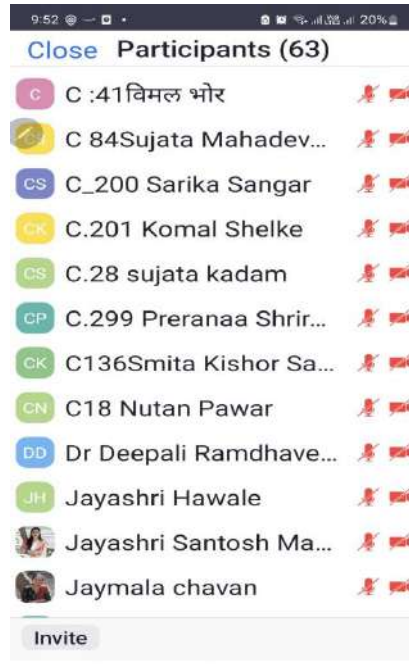 9:52 20%
Close Participants (63)
C C :41विमल भोर
C 84Sujata Mahadev...
CS C_200 Sarika Sangar
CK C.201 Komal Shelke
CS C.28 sujata kadam
CP C.299 Preranaa Shrir...
CK C136Smita Kishor Sa...
CN C18 Nutan Pawar
DD Dr Deepali Ramdhave...
JH Jayashri Hawale
Jayashri Santosh Ma...
Jaymala chavan
Invite